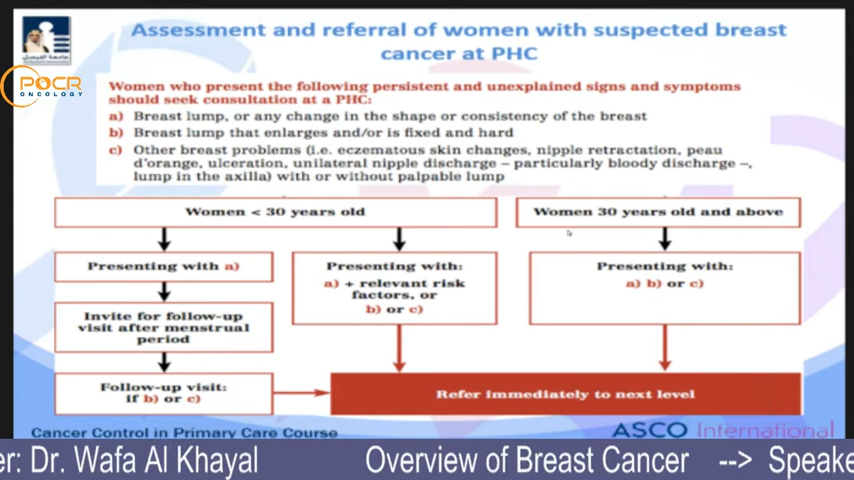 Assessment and referral of women with suspected breast
cancer at PHC
POCR
ONCOLOGY
Women who present the following persistent and unexplained signs and symptoms
should seek consultation at a PHC:
a) Breast lump, or any change in the shape or consistency of the breast
b) Breast lump that enlarges and/or is fixed and hard
c) Other breast problems (i.e. eczematous skin changes, nipple retractation, peau
d'orange, ulceration, unilateral nipple discharge – particularly bloody discharge –,
lump in the axilla) with or without palpable lump
Women < 30 years old
Women 30 years old and above
Presenting with a)
Presenting with:
a) + relevant risk
factors, or
b) or c)
Presenting with:
a) b) or c)
Invite for follow-up
visit after menstrual
period
Follow-up visit:
if b) or c)
Refer immediately to next level
Cancer Control in Primary Care Course
ASCO International
er: Dr. Wafa Al Khayal Overview of Breast Cancer --> Speake